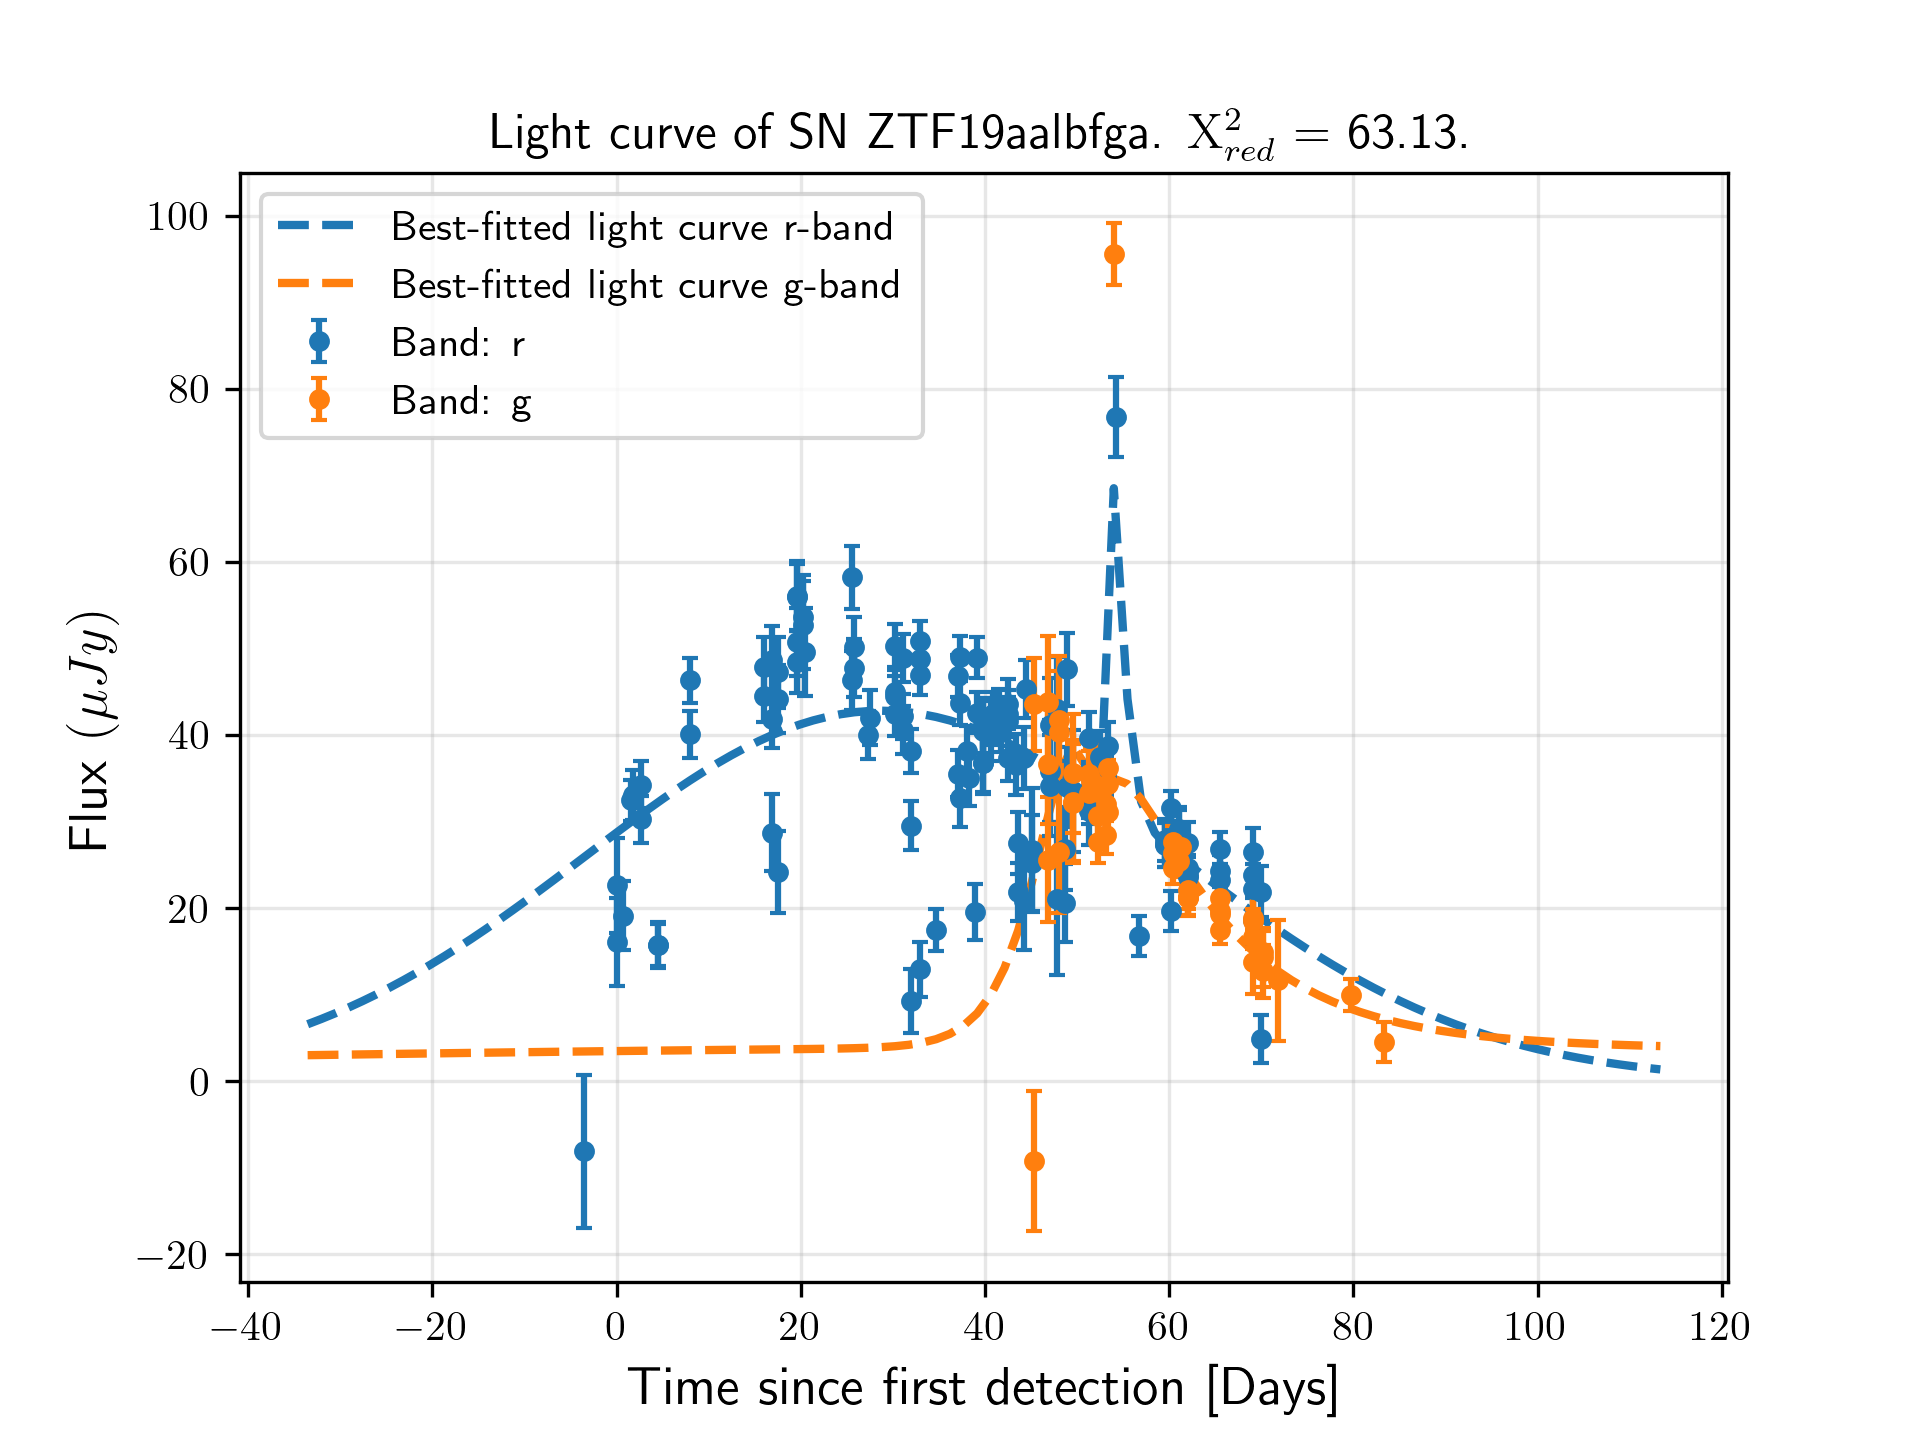 Light curve of SN ZTF19aalbfga. X²red = 63.13.
Best-fitted light curve r-band
Best-fitted light curve g-band
Band: r
Band: g
Flux (μJy)
100
80
60
40
20
0
−20
−40 −20 0 20 40 60 80 100 120
Time since first detection [Days]